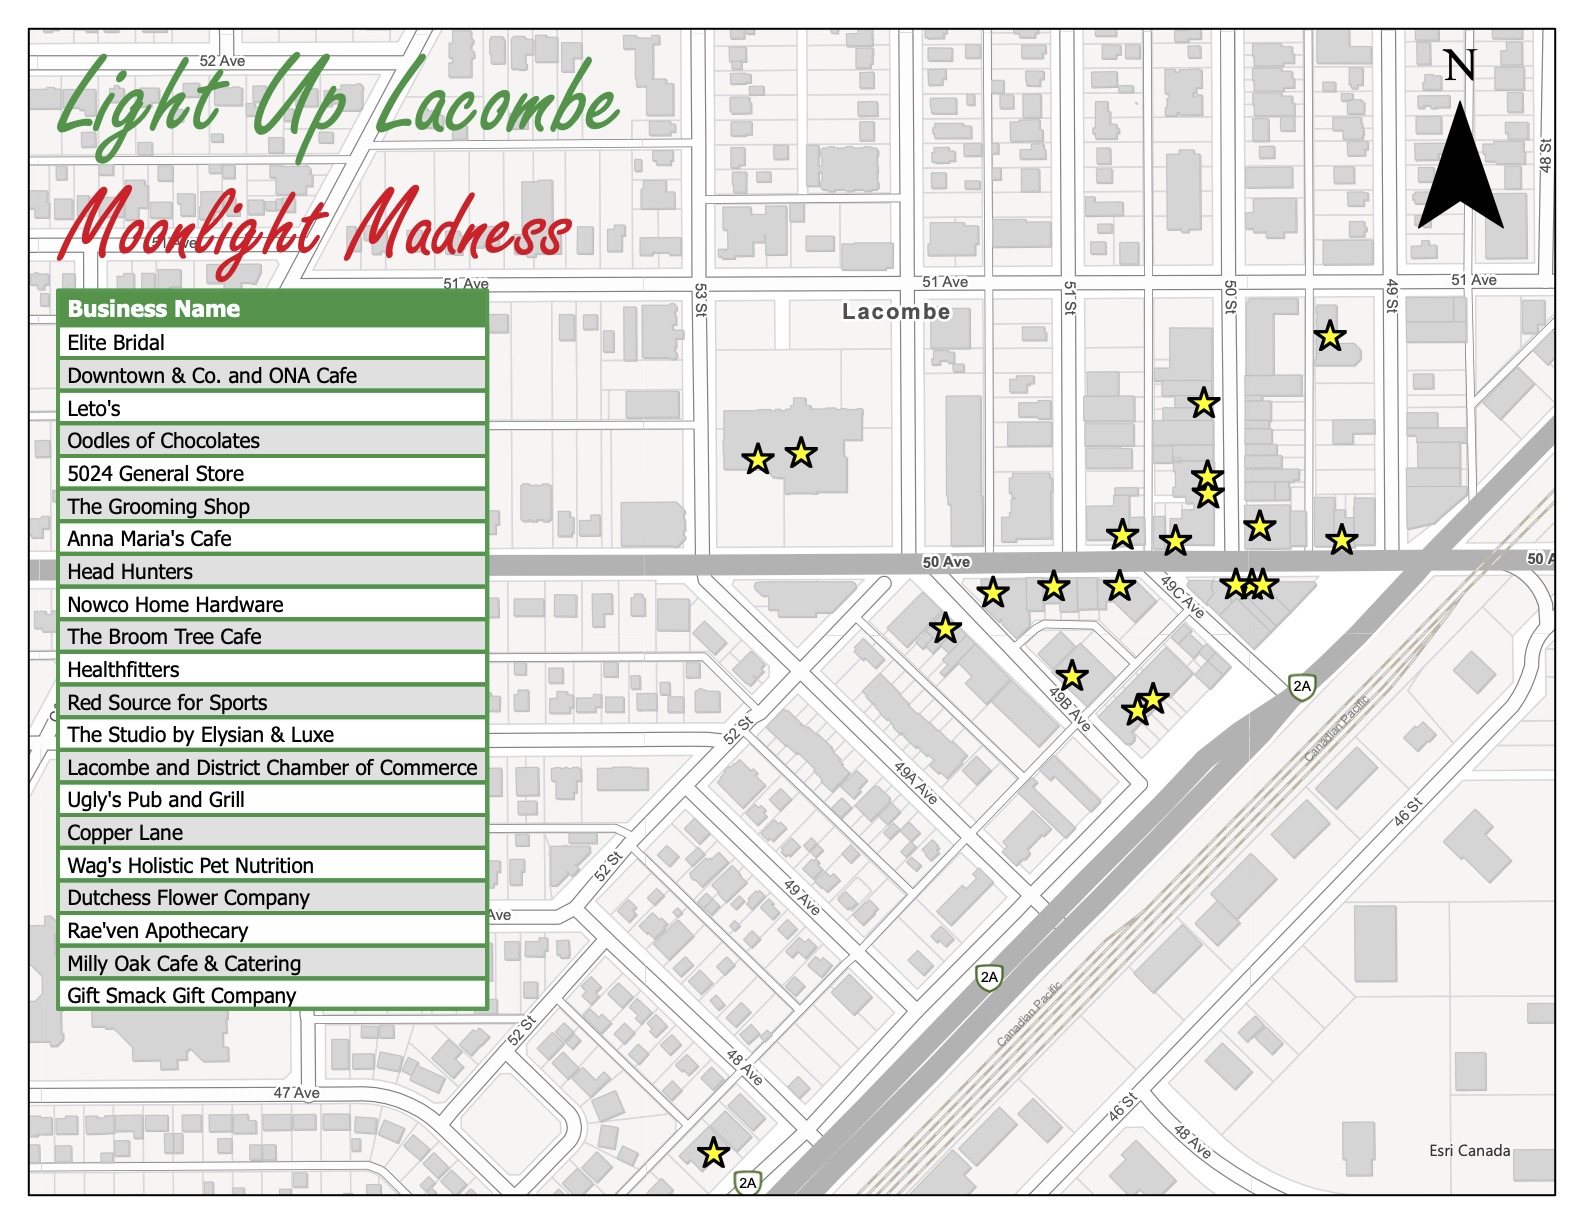 Light Up Lacombe
Moonlight Madness
Business Name
Elite Bridal
Downtown & Co. and ONA Cafe
Leto's
Oodles of Chocolates
5024 General Store
The Grooming Shop
Anna Maria's Cafe
Head Hunters
Nowco Home Hardware
The Broom Tree Cafe
Healthfitters
Red Source for Sports
The Studio by Elysian & Luxe
Lacombe and District Chamber of Commerce
Ugly's Pub and Grill
Copper Lane
Wag's Holistic Pet Nutrition
Dutchess Flower Company
Rae'ven Apothecary
Milly Oak Cafe & Catering
Gift Smack Gift Company
N
52 Ave
51 Ave
48 St
51 Ave
51 Ave
51 Ave
53 St
51 St
50 St
49 St
Lacombe
50 Ave
50 A
49C Ave
49B Ave
2A
Canadian Pacific
52 St
49A Ave
46 St
52 St
49 Ave
Ave
2A
Canadian Pacific
52 St
48 Ave
47 Ave
46 St
48 Ave
2A
Esri Canada